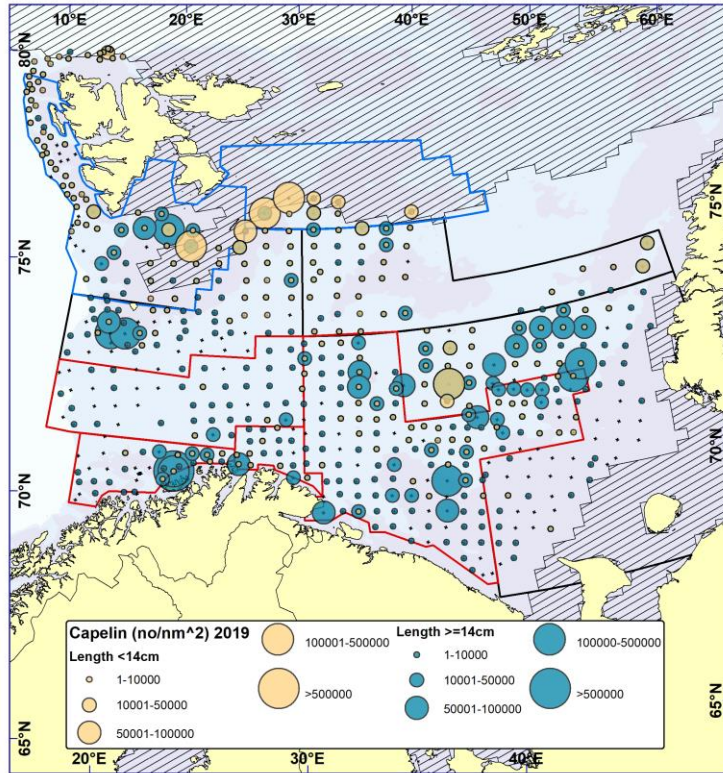 10°E 20°E 30°E 40°E 50°E 60°E
80°N
75°N
75°N
70°N
70°N
65°N
65°N
Capelin (no/nm^2) 2019
Length <14cm
1-10000
10001-50000
50001-100000
100001-500000
>500000
Length >=14cm
1-10000
10001-50000
50001-100000
100000-500000
>500000
20°E 30°E 40°E